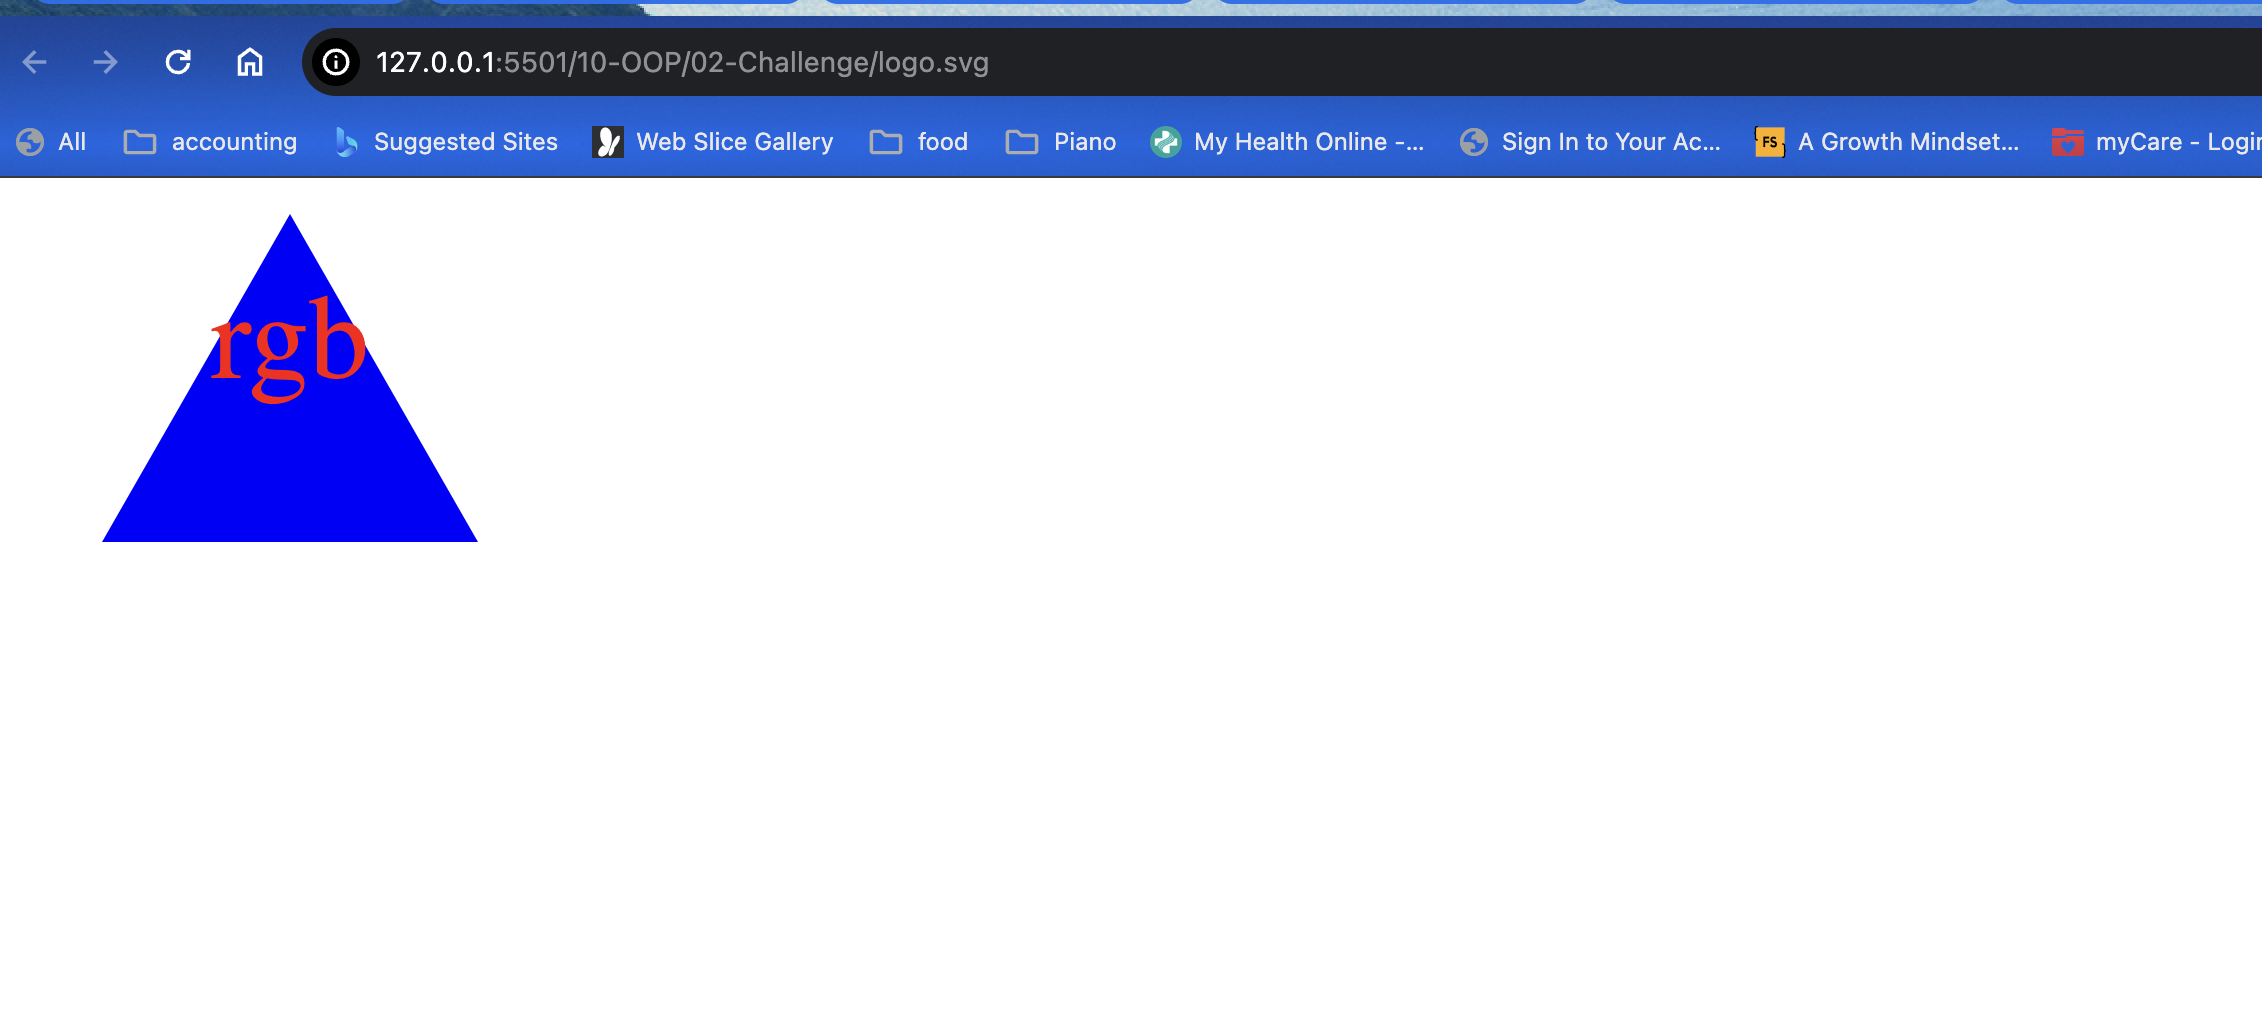 127.0.0.1:5501/10-OOP/02-Challenge/logo.svg
All accounting Suggested Sites Web Slice Gallery food Piano My Health Online -... Sign In to Your Ac... FS A Growth Mindset... myCare - Login
rgb